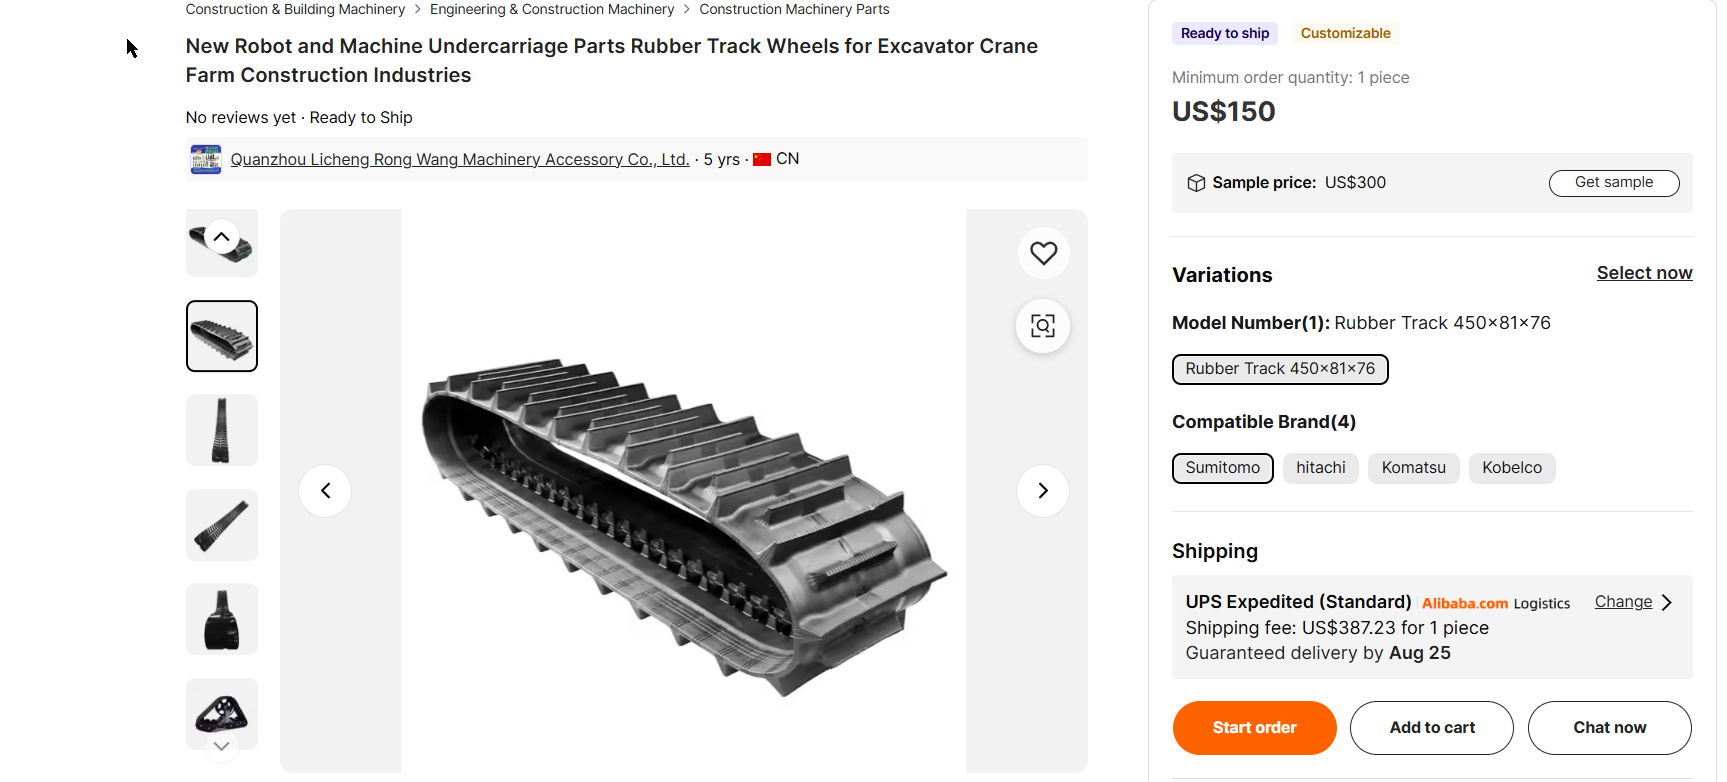 Construction & Building Machinery > Engineering & Construction Machinery > Construction Machinery Parts
New Robot and Machine Undercarriage Parts Rubber Track Wheels for Excavator Crane
Farm Construction Industries
No reviews yet · Ready to Ship
Quanzhou Licheng Rong Wang Machinery Accessory Co., Ltd. · 5 yrs · CN
Ready to ship
Customizable
Minimum order quantity: 1 piece
US$150
Sample price: US$300
Get sample
Variations
Select now
Model Number(1): Rubber Track 450×81×76
Rubber Track 450×81×76
Compatible Brand(4)
Sumitomo
hitachi
Komatsu
Kobelco
Shipping
UPS Expedited (Standard) Alibaba.com Logistics
Change
Shipping fee: US$387.23 for 1 piece
Guaranteed delivery by Aug 25
Start order
Add to cart
Chat now